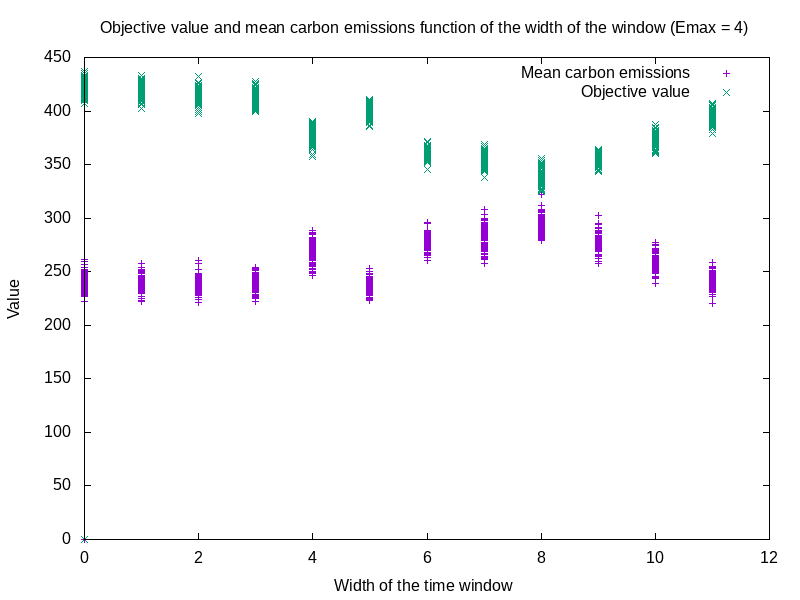 Objective value and mean carbon emissions function of the width of the window (Emax = 4)
450
400
350
300
250
200
150
100
50
0
Value
Mean carbon emissions
Objective value
0 2 4 6 8 10 12
Width of the time window